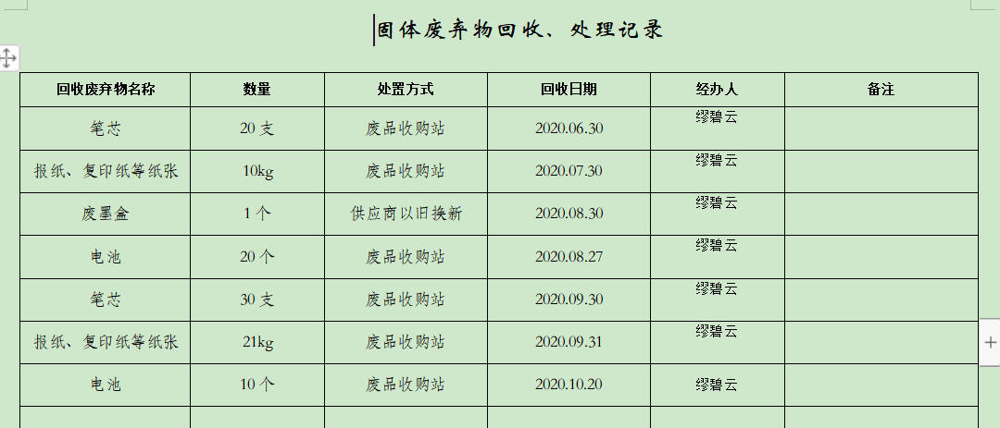 固体废弃物回收、处理记录
回收废弃物名称 数量 处置方式 回收日期 经办人 备注
笔芯 20 支 废品收购站 2020.06.30 缪碧云
报纸、复印纸等纸张 10kg 废品收购站 2020.07.30 缪碧云
废墨盒 1 个 供应商以旧换新 2020.08.30 缪碧云
电池 20 个 废品收购站 2020.08.27 缪碧云
笔芯 30 支 废品收购站 2020.09.30 缪碧云
报纸、复印纸等纸张 21kg 废品收购站 2020.09.31 缪碧云
电池 10 个 废品收购站 2020.10.20 缪碧云